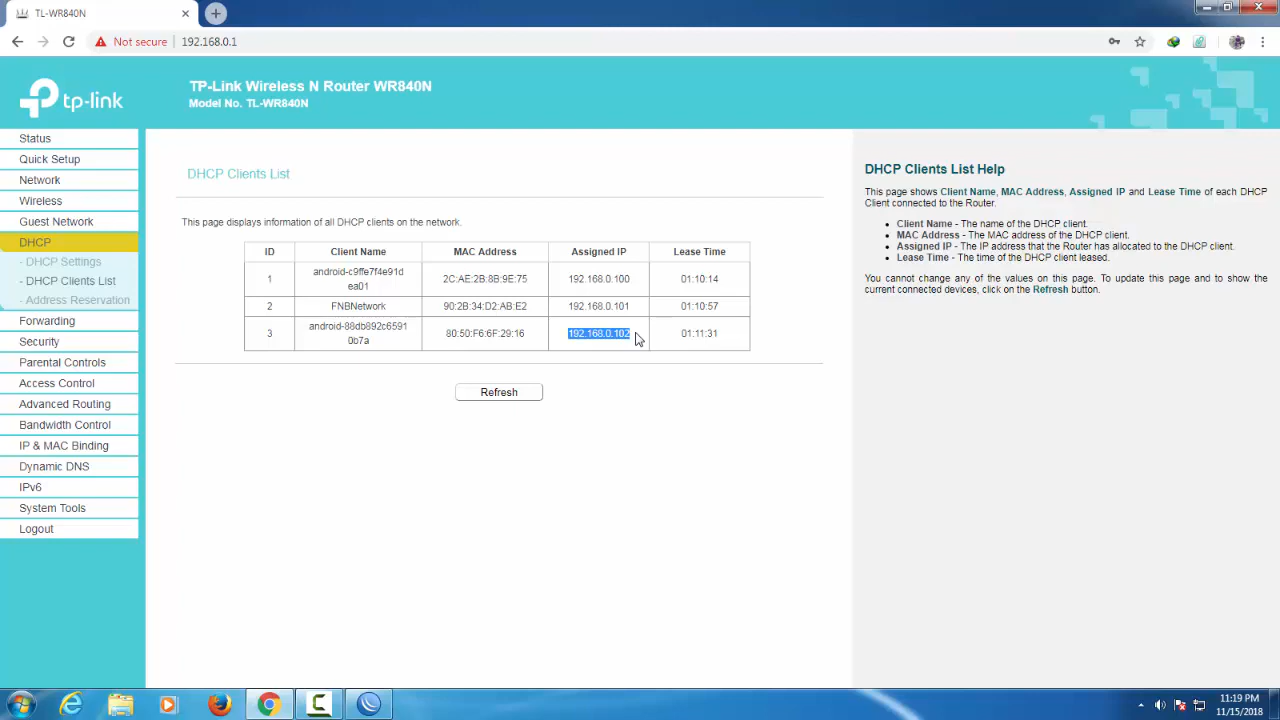 TL-WR840N
Not secure
192.168.0.1
tp-link
TP-Link Wireless N Router WR840N
Model No. TL-WR840N
Status
Quick Setup
Network
Wireless
Guest Network
DHCP
- DHCP Settings
- DHCP Clients List
- Address Reservation
Forwarding
Security
Parental Controls
Access Control
Advanced Routing
Bandwidth Control
IP & MAC Binding
Dynamic DNS
IPv6
System Tools
Logout
DHCP Clients List
This page displays information of all DHCP clients on the network.
ID Client Name MAC Address Assigned IP Lease Time
1 android-c9ffe7f4e91d
ea01 2C:AE:2B:8B:9E:75 192.168.0.100 01:10:14
2 FNBNetwork 90:2B:34:D2:AB:E2 192.168.0.101 01:10:57
3 android-88db892c6591
0b7a 80:50:F6:6F:29:16 192.168.0.102 01:11:31
Refresh
DHCP Clients List Help
This page shows Client Name, MAC Address, Assigned IP and Lease Time of each DHCP
Client connected to the Router.
Client Name - The name of the DHCP client.
MAC Address - The MAC address of the DHCP client.
Assigned IP - The IP address that the Router has allocated to the DHCP client.
Lease Time - The time of the DHCP client leased.
You cannot change any of the values on this page. To update this page and to show the
current connected devices, click on the Refresh button.
11:19 PM
11/15/2018